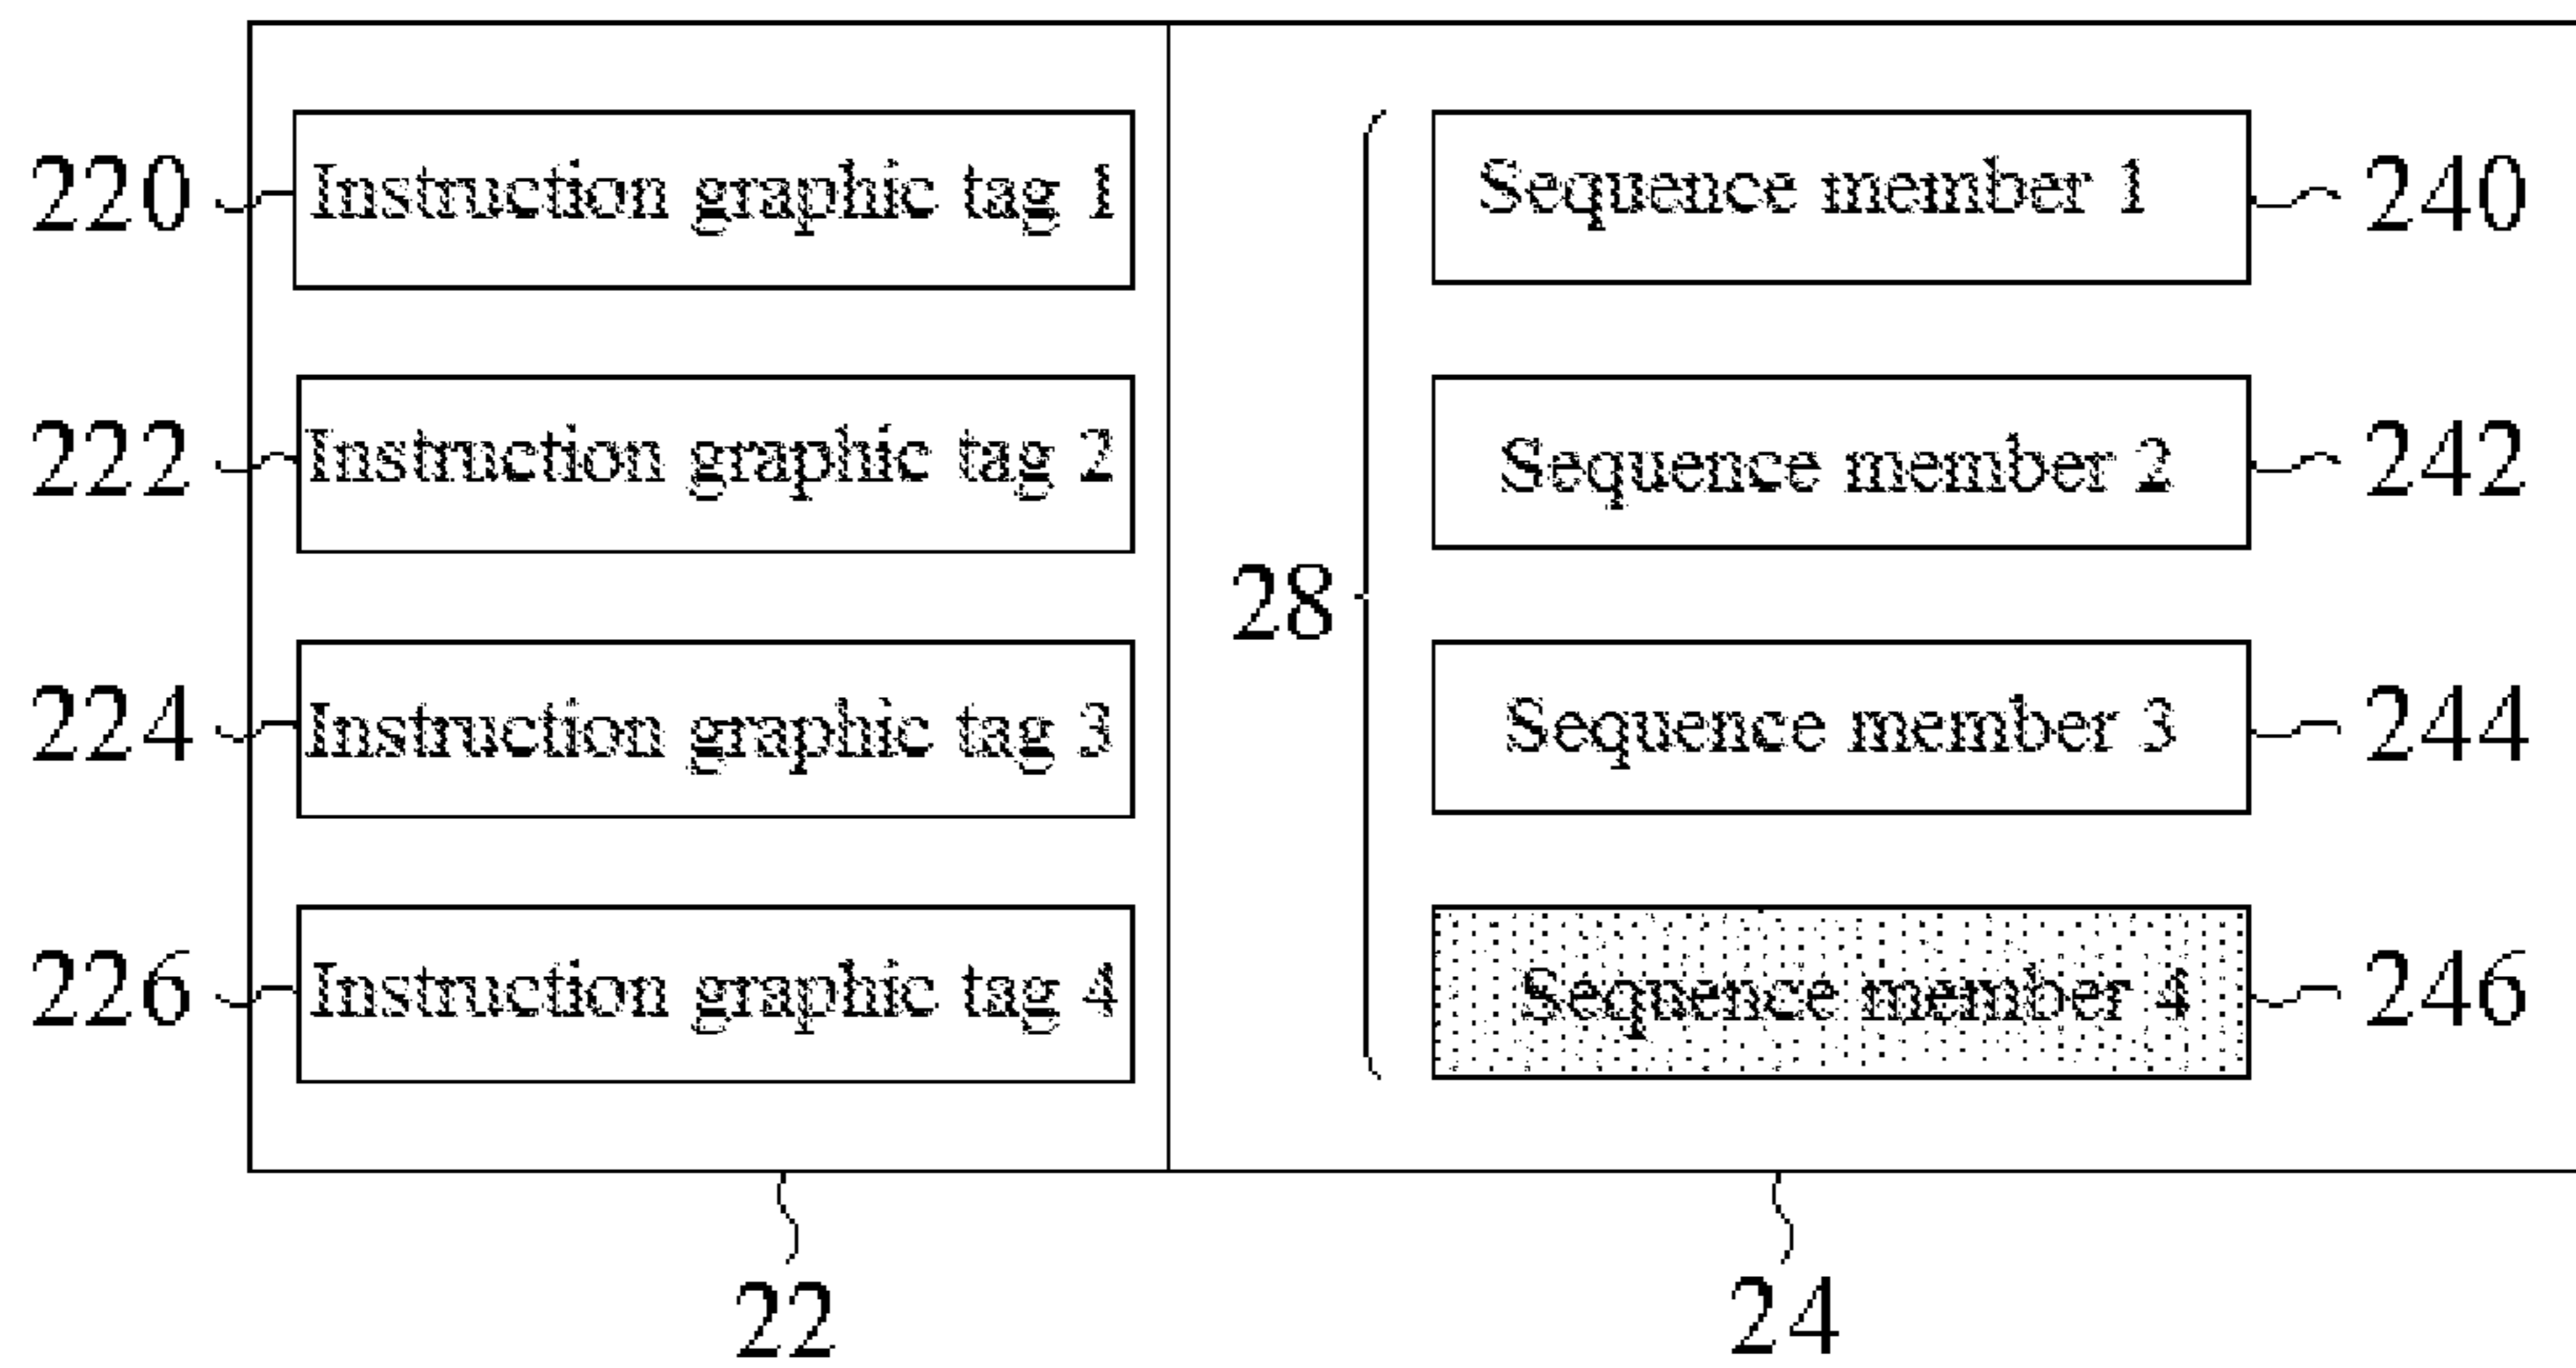 220 Instruction graphic tag 1 Sequence member 1 240
222 Instruction graphic tag 2 Sequence member 2 242
28
224 Instruction graphic tag 3 Sequence member 3 244
226 Instruction graphic tag 4 Sequence member 4 246
22 24